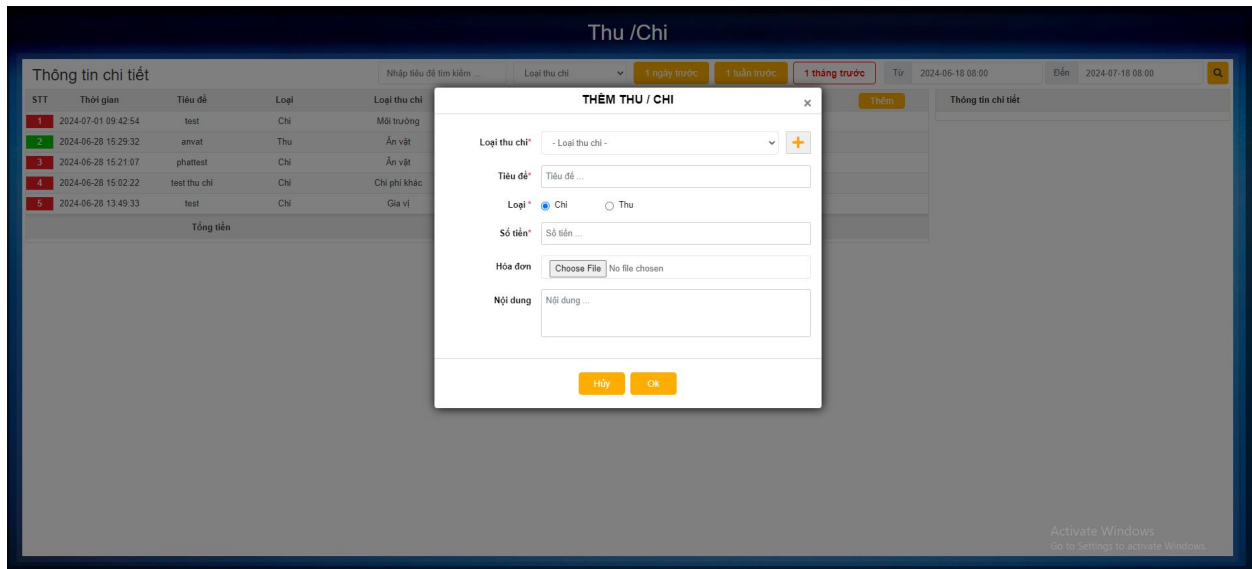 Thu /Chi
Thông tin chi tiết Nhập tiêu đề tìm kiếm ... Loại thu chi 1 ngày trước 1 tuần trước 1 tháng trước Từ 2024-06-18 08:00 Đến 2024-07-18 08:00
STT Thời gian Tiêu đề Loại Loại thu chi Thêm Thông tin chi tiết
1 2024-07-01 09:42:54 test Chi Môi trường
2 2024-06-28 15:29:32 anvat Thu Ăn vặt
3 2024-06-28 15:21:07 phattest Chi Ăn vặt
4 2024-06-28 15:02:22 test thu chi Chi Chi phí khác
5 2024-06-28 13:49:33 test Chi Gia vị
Tổng tiền
THÊM THU / CHI ×
Loại thu chi* - Loại thu chi - +
Tiêu đề* Tiêu đề ...
Loại * Chi Thu
Số tiền* Số tiền ...
Hóa đơn Choose File No file chosen
Nội dung Nội dung ...
Hủy Ok
Activate Windows
Go to Settings to activate Windows.